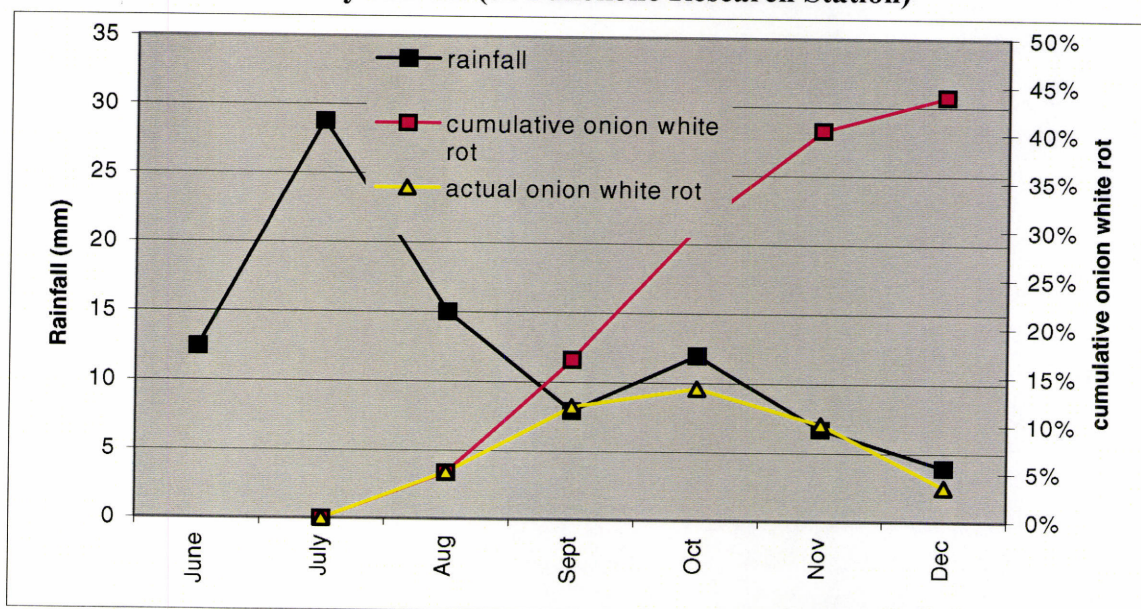 Research Station)
35
30
25
20
15
10
5
0
Rainfall (mm)
rainfall
cumulative onion white
rot
actual onion white rot
50%
45%
40%
35%
30%
25%
20%
15%
10%
5%
0%
cumulative onion white rot
June
July
Aug
Sept
Oct
Nov
Dec